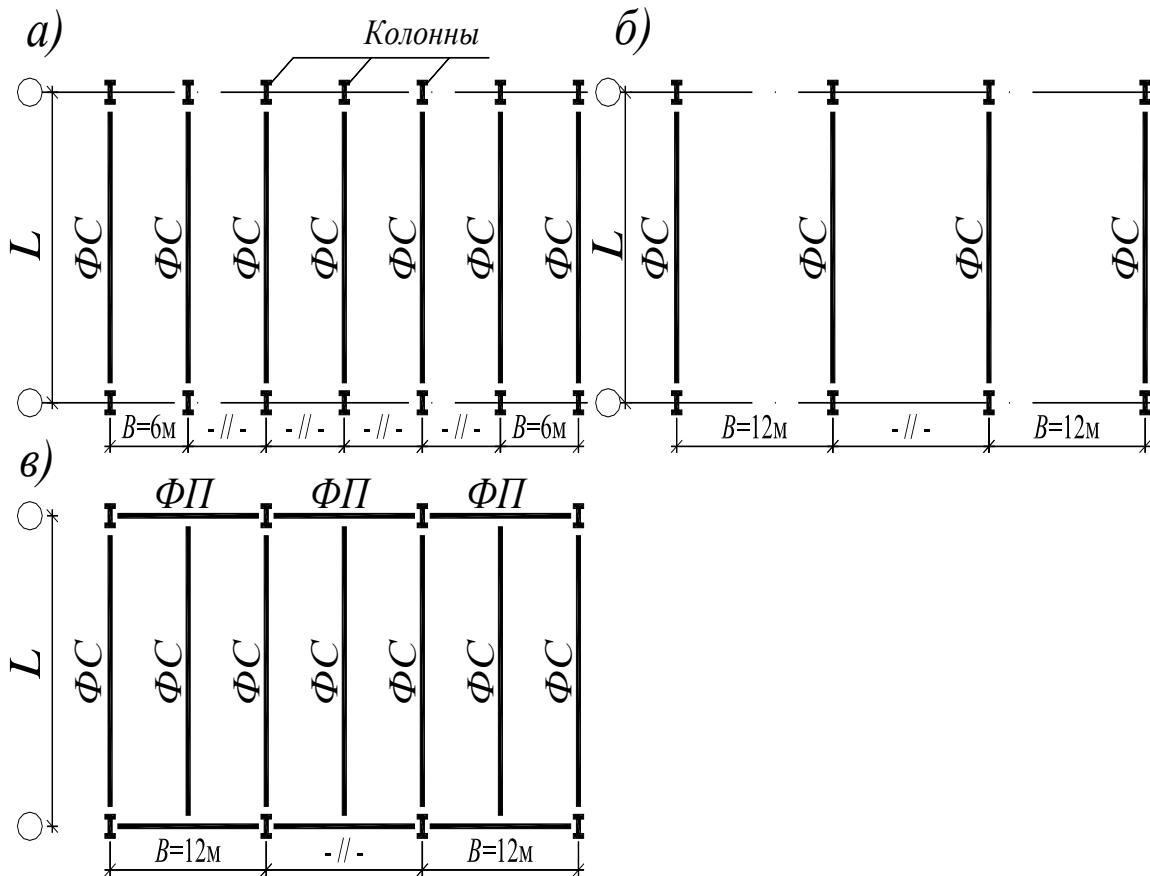 а)
Колонны
б)
L
ФС
ФС
ФС
ФС
ФС
ФС
ФС
L
ФС
ФС
ФС
ФС
B=6м
- // -
- // -
- // -
- // -
B=6м
B=12м
- // -
B=12м
в)
ФП
ФП
ФП
L
ФС
ФС
ФС
ФС
ФС
ФС
ФС
B=12м
- // -
B=12м